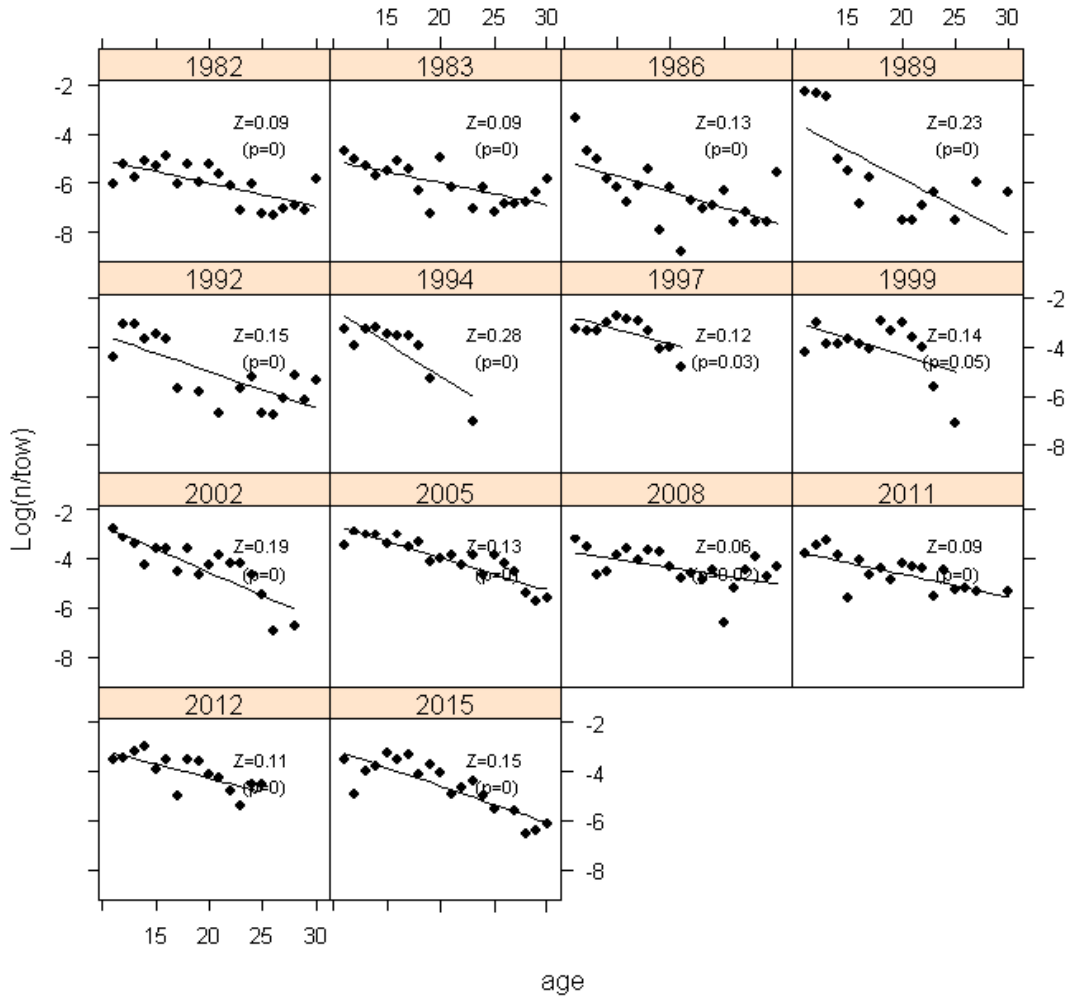 15 20 25 30 15 20 25 30
1982 1983 1986 1989
-2
-4
-6
-8
Z=0.09
(p=0)
Z=0.09
(p=0)
Z=0.13
(p=0)
Z=0.23
(p=0)
1992 1994 1997 1999
Z=0.15
(p=0)
Z=0.28
(p=0)
Z=0.12
(p=0.03)
Z=0.14
(p=0.05)
-2
-4
-6
-8
2002 2005 2008 2011
-2
-4
-6
-8
Z=0.19
(p=0)
Z=0.13
(p=0)
Z=0.06
(p=0.02)
Z=0.09
(p=0)
2012 2015
Z=0.11
(p=0)
Z=0.15
(p=0)
-2
-4
-6
-8
15 20 25 30
Log(n/tow)
age